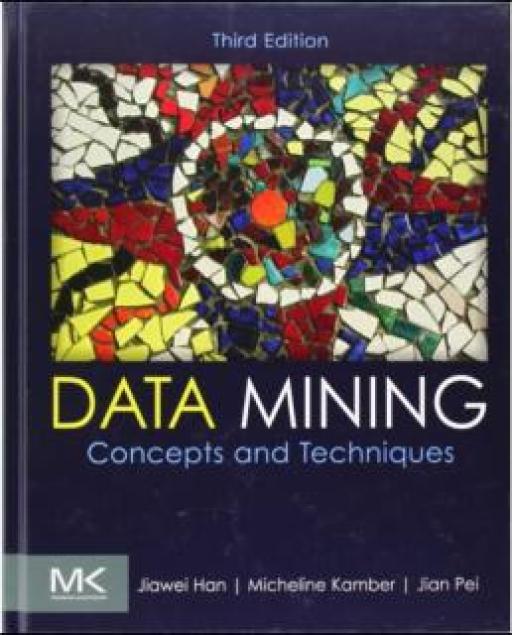 Third Edition
DATA MINING
Concepts and Techniques
MK
Jiawei Han | Micheline Kamber | Jian Pei